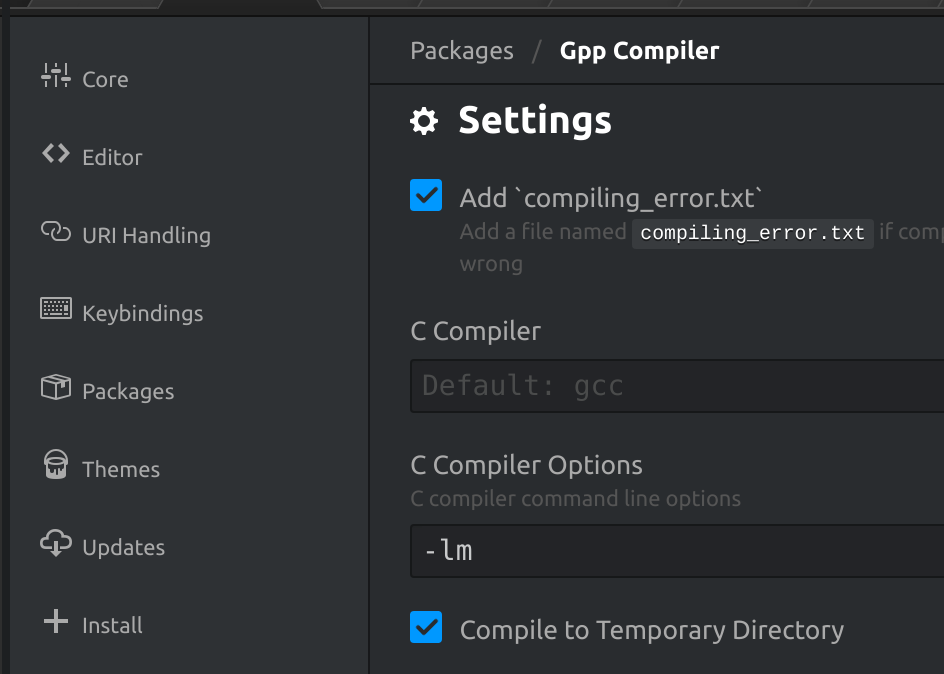 Core
Editor
URI Handling
Keybindings
Packages
Themes
Updates
Install
Packages / Gpp Compiler
Settings
Add `compiling_error.txt`
Add a file named compiling_error.txt if comp
wrong
C Compiler
Default: gcc
C Compiler Options
C compiler command line options
-lm
Compile to Temporary Directory